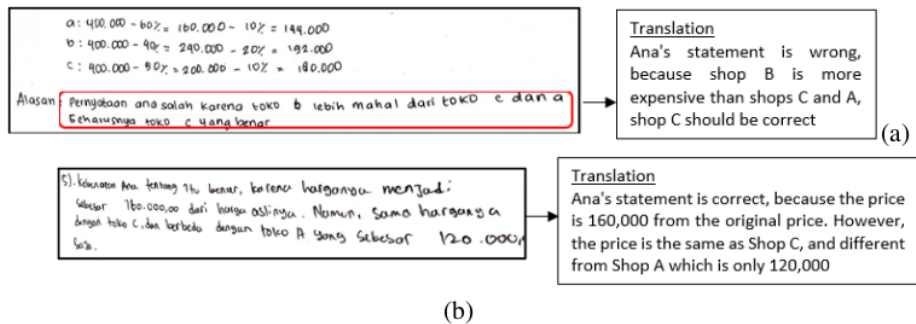 a: 400.000 - 60% = 160.000 - 10% = 144.000
b: 400.000 - 40% = 240.000 - 20% = 192.000
c: 400.000 - 50% = 200.000 - 10% = 180.000
Alasan: Pernyataan ana salah karena toko b lebih mahal dari toko c dan a
Seharusnya toko c yang benar
Translation
Ana's statement is wrong,
because shop B is more
expensive than shops C and A,
shop C should be correct
(a)
5). Kebenaran Ana tentang itu benar, karena harganya menjadi
sebesar 160.000,00 dari harga aslinya. Namun, sama harganya
dengan toko C, dan berbeda dengan toko A yang sebesar 120.000,
Translation
Ana's statement is correct, because the price
is 160,000 from the original price. However,
the price is the same as Shop C, and different
from Shop A which is only 120,000
(b)